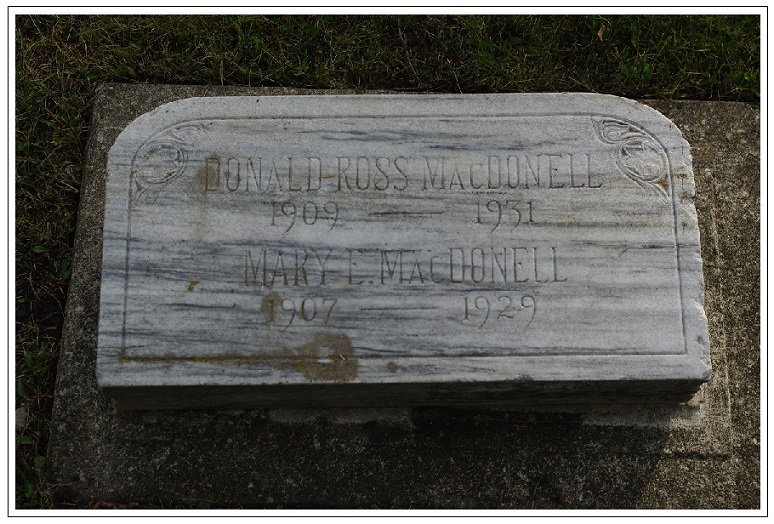 DONALD ROSS MACDONELL
1909 — 1931
MARY E. MACDONELL
1907 — 1929